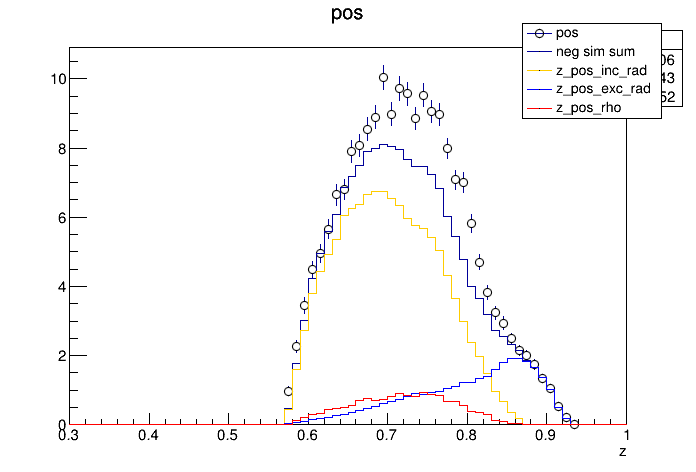 pos
pos
neg sim sum
z_pos_inc_rad
z_pos_exc_rad
z_pos_rho
06
43
52
10
8
6
4
2
0
0.3 0.4 0.5 0.6 0.7 0.8 0.9 1
z